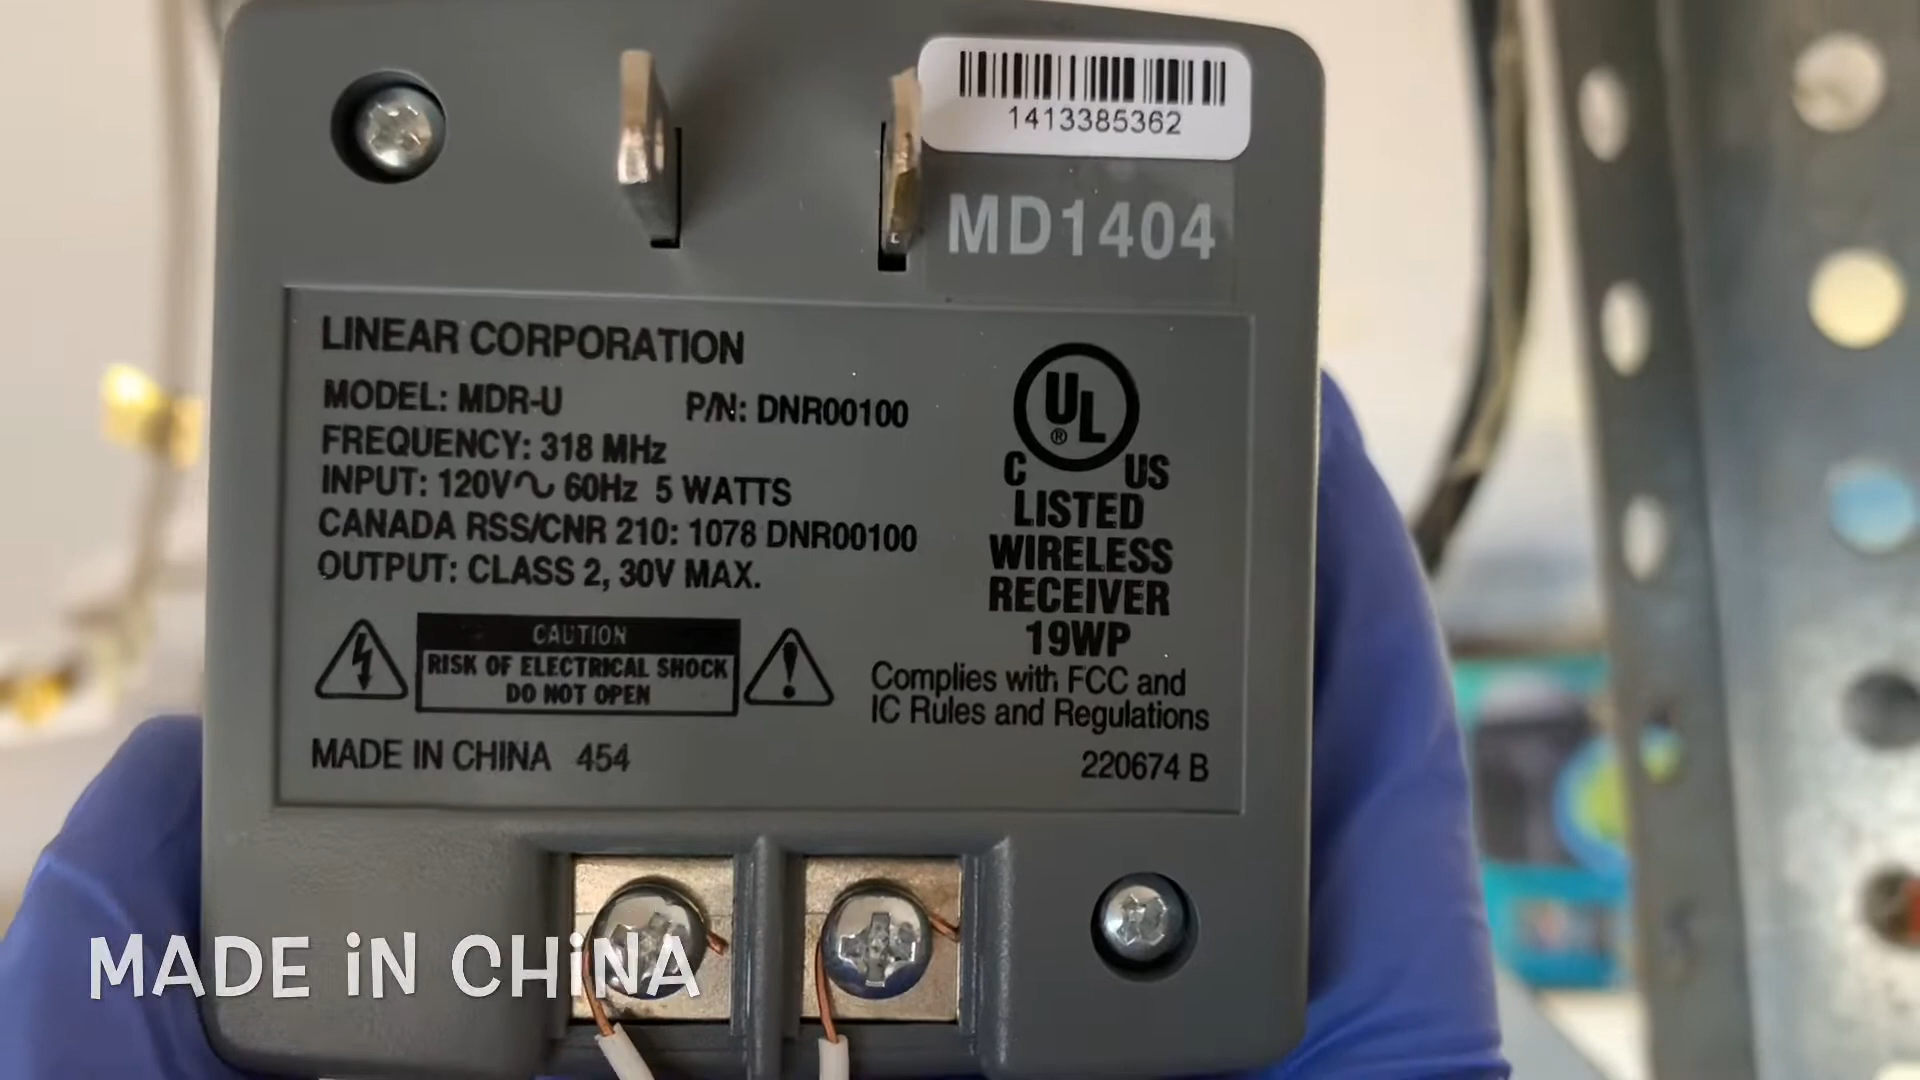 1413385362
MD1404
LINEAR CORPORATION
MODEL: MDR-U P/N: DNR00100
FREQUENCY: 318 MHz
INPUT: 120V∿ 60Hz 5 WATTS
CANADA RSS/CNR 210: 1078 DNR00100
OUTPUT: CLASS 2, 30V MAX.
CAUTION
RISK OF ELECTRICAL SHOCK
DO NOT OPEN
MADE IN CHINA 454
UL
®
C US
LISTED
WIRELESS
RECEIVER
19WP
Complies with FCC and
IC Rules and Regulations
220674 B
MADE iN CHiNA